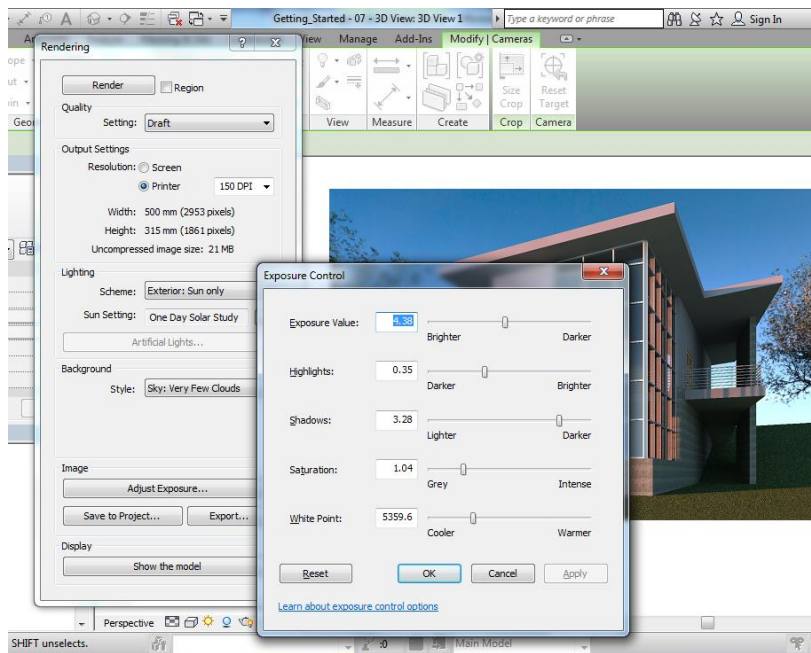 Getting_Started - 07 - 3D View: 3D View 1
Type a keyword or phrase
Sign In
View Manage Add-Ins Modify | Cameras
View Measure Create Crop Camera
Size
Crop
Reset
Target
Rendering
Render
Region
Quality
Setting: Draft
Output Settings
Resolution: Screen
Printer 150 DPI
Width: 500 mm (2953 pixels)
Height: 315 mm (1861 pixels)
Uncompressed image size: 21 MB
Lighting
Scheme: Exterior: Sun only
Sun Setting: One Day Solar Study
Artificial Lights...
Background
Style: Sky: Very Few Clouds
Image
Adjust Exposure...
Save to Project... Export...
Display
Show the model
Exposure Control
Exposure Value: 4.38
Brighter Darker
Highlights: 0.35
Darker Brighter
Shadows: 3.28
Lighter Darker
Saturation: 1.04
Grey Intense
White Point: 5359.6
Cooler Warmer
Reset OK Cancel Apply
Learn about exposure control options
Perspective
SHIFT unselects.
:0 Main Model